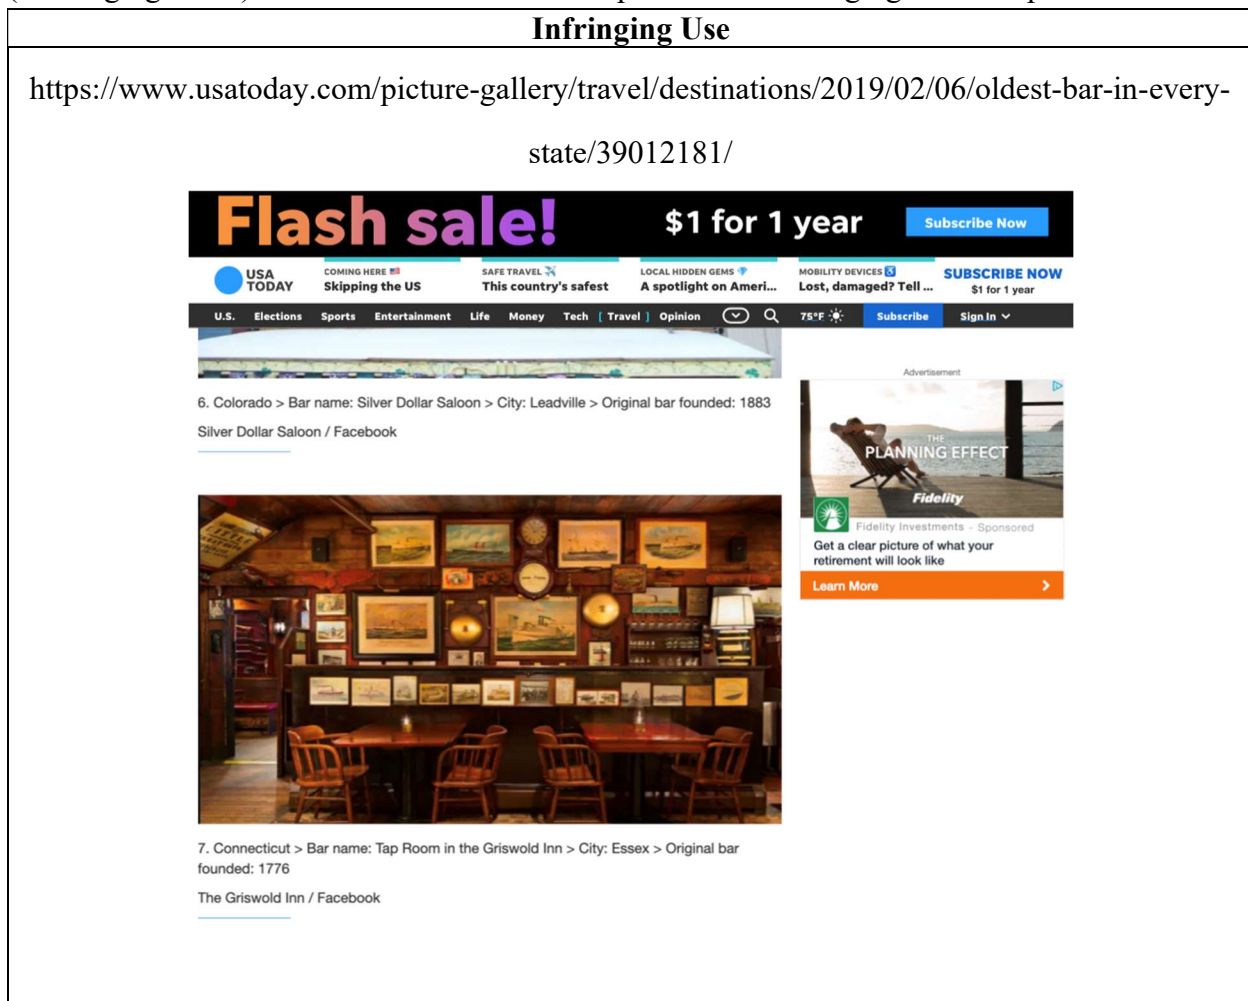 Infringing Use
https://www.usatoday.com/picture-gallery/travel/destinations/2019/02/06/oldest-bar-in-every-
state/39012181/
Flash sale!
$1 for 1 year
Subscribe Now
USA
TODAY
COMING HERE 🇺🇸
Skipping the US
SAFE TRAVEL ✈️
This country's safest
LOCAL HIDDEN GEMS 💎
A spotlight on Ameri...
MOBILITY DEVICES ♿
Lost, damaged? Tell ...
SUBSCRIBE NOW
$1 for 1 year
U.S. Elections Sports Entertainment Life Money Tech [ Travel ] Opinion 75°F Subscribe Sign In
6. Colorado > Bar name: Silver Dollar Saloon > City: Leadville > Original bar founded: 1883
Silver Dollar Saloon / Facebook
Advertisement
THE
PLANNING EFFECT
Fidelity
Fidelity Investments - Sponsored
Get a clear picture of what your
retirement will look like
Learn More
7. Connecticut > Bar name: Tap Room in the Griswold Inn > City: Essex > Original bar
founded: 1776
The Griswold Inn / Facebook